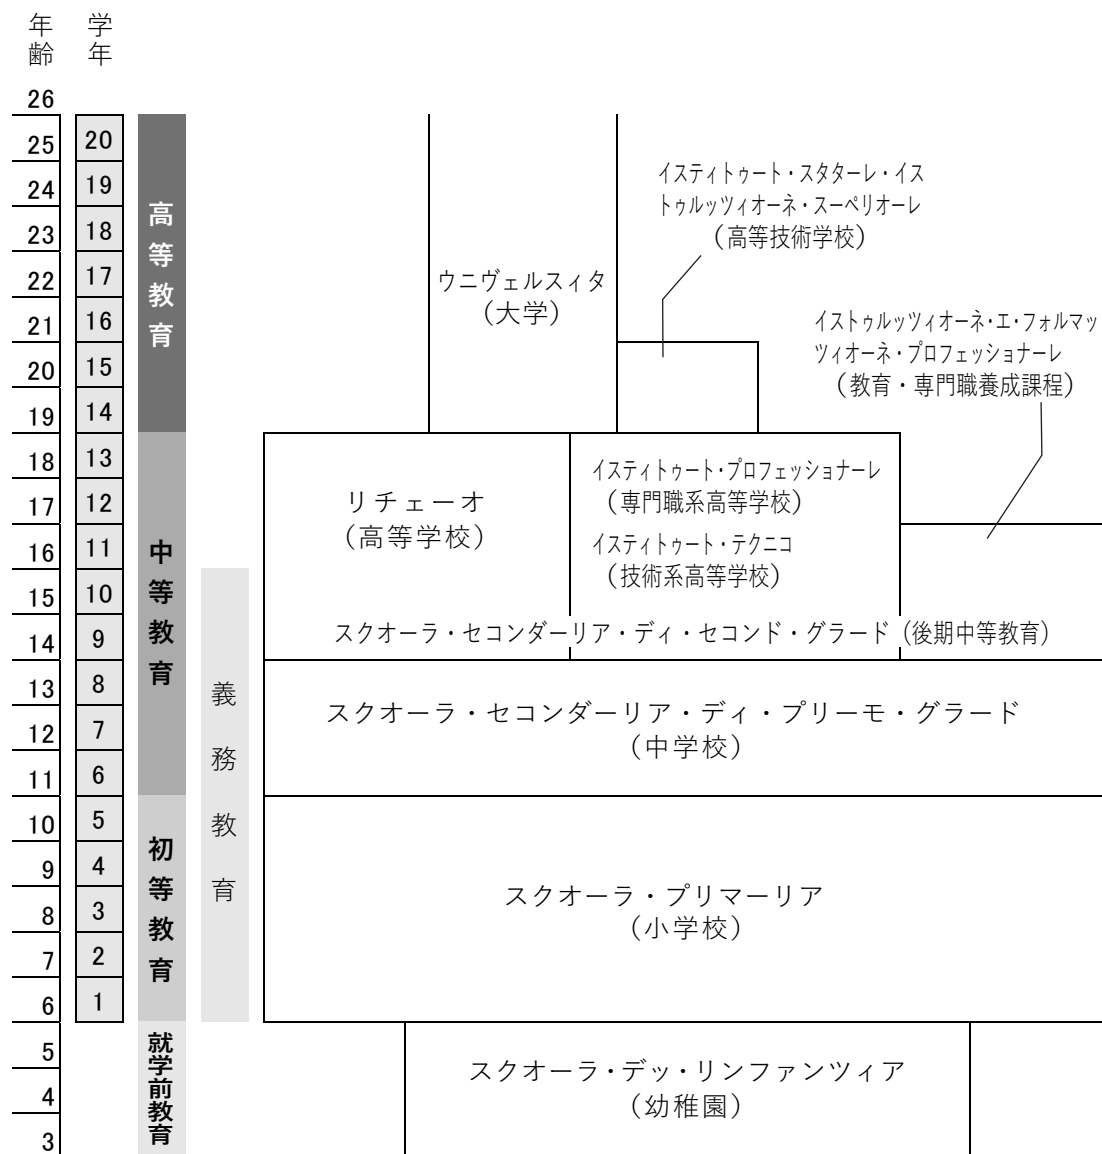 年齢
学年
26
25
20
24
19
23
18
22
17
21
16
20
15
19
14
18
13
17
12
16
11
15
10
14
9
13
8
12
7
11
6
10
5
9
4
8
3
7
2
6
1
5
4
3
高等教育
中等教育
初等教育
就学前教育
義務教育
イスティトゥート・スタターレ・イス
トゥルッツィオーネ・スーペリオーレ
（高等技術学校）
ウニヴェルスィタ
（大学）
イストゥルッツィオーネ・エ・フォルマッ
ツィオーネ・プロフェッショナーレ
（教育・専門職養成課程）
リチェーオ
（高等学校）
イスティトゥート・プロフェッショナーレ
（専門職系高等学校）
イスティトゥート・テクニコ
（技術系高等学校）
スクオーラ・セコンダーリア・ディ・セコンド・グラード（後期中等教育）
スクオーラ・セコンダーリア・ディ・プリーモ・グラード
（中学校）
スクオーラ・プリマーリア
（小学校）
スクオーラ・デッ・リンファンツィア
（幼稚園）